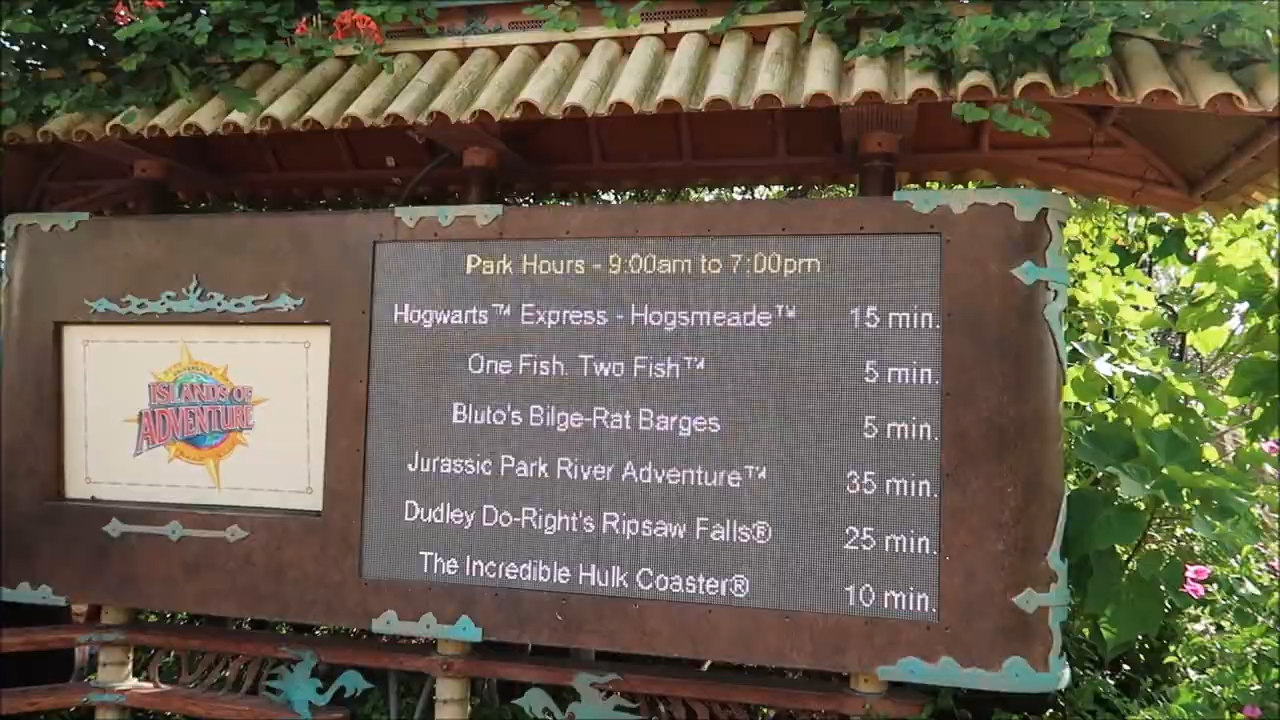 Park Hours - 9:00am to 7:00pm
Hogwarts™ Express - Hogsmeade™ 15 min.
One Fish, Two Fish™ 5 min.
Bluto's Bilge-Rat Barges 5 min.
Jurassic Park River Adventure™ 35 min.
Dudley Do-Right's Ripsaw Falls® 25 min.
The Incredible Hulk Coaster® 10 min.
ISLANDS OF
ADVENTURE